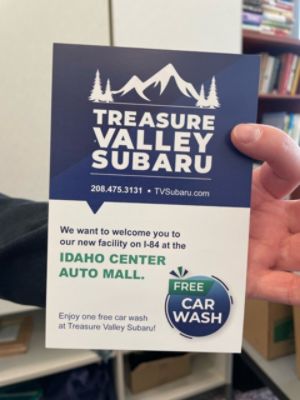 TREASURE
VALLEY
SUBARU
208.475.3131 • TVSubaru.com
We want to welcome you to
our new facility on I-84 at the
IDAHO CENTER
AUTO MALL.
FREE
CAR
WASH
Enjoy one free car wash
at Treasure Valley Subaru!